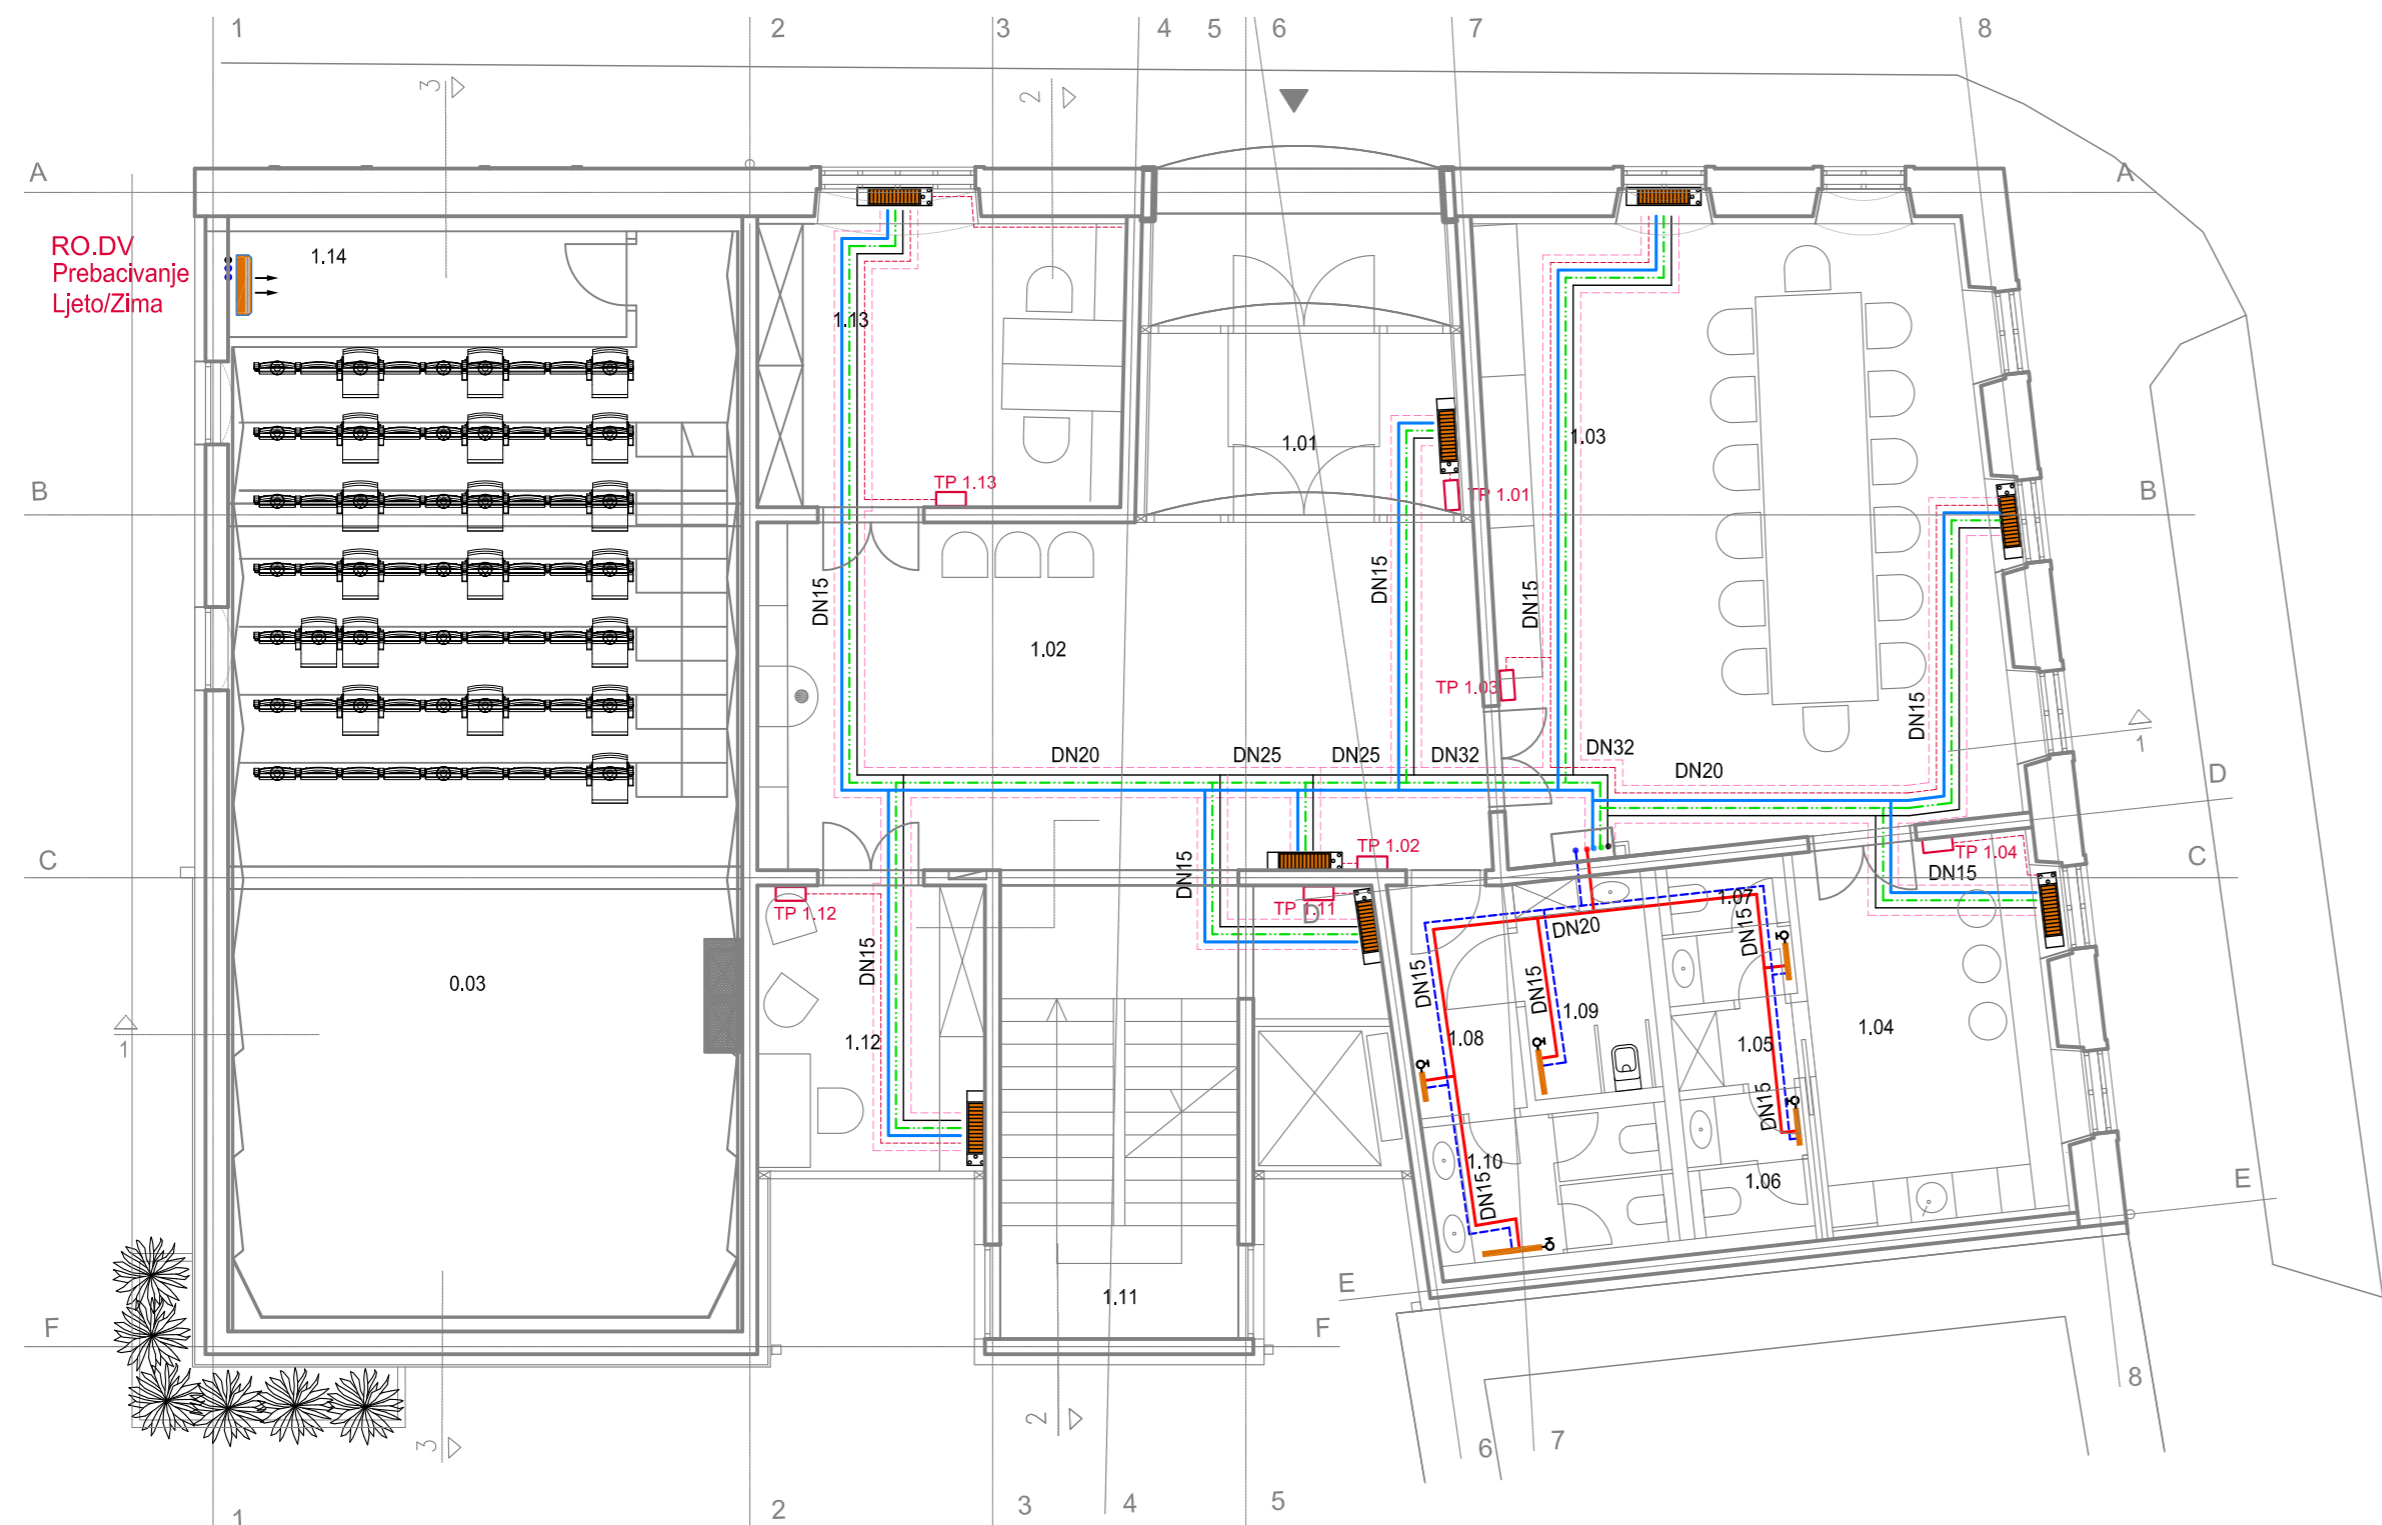 1
2
3
4
5
6
7
8
3
2
A
A
RO.DV
Prebacivanje
Ljeto/Zima
1.14
1.13
1.03
1.01
TP 1.13
TP 1.01
B
B
DN15
DN15
DN15
1.02
TP 1.03
DN15
1
DN20
DN25
DN25
DN32
DN32
DN20
D
C
TP 1.02
TP 1.04
C
DN15
DN15
TP 1.12
TP 1.11
D
1.07
DN20
DN15
DN15
DN15
DN15
0.03
1.09
1.12
1.08
1.05
1.04
1
DN15
1.10
DN15
1.06
E
E
1.11
F
F
8
3
2
6
7
1
2
3
4
5